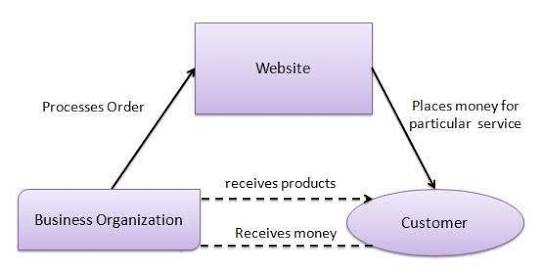 Website
Processes Order
Places money for
particular service
receives products
Business Organization
Customer
Receives money